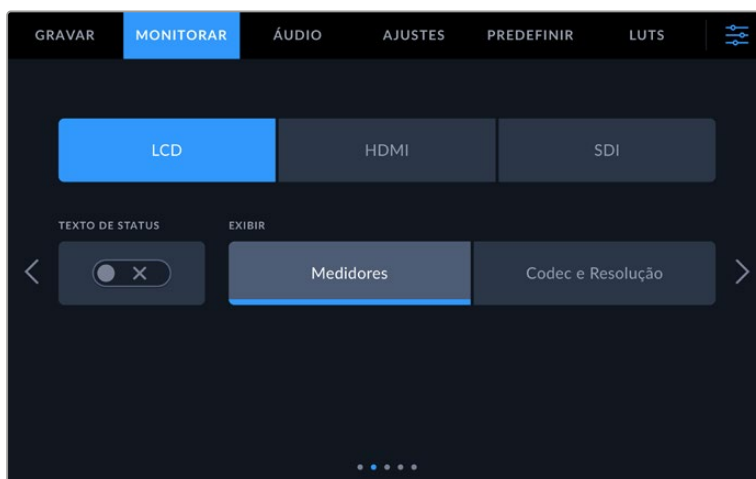 GRAVAR MONITORAR ÁUDIO AJUSTES PREDEFINIR LUTS
LCD HDMI SDI
TEXTO DE STATUS EXIBIR
Medidores Codec e Resolução